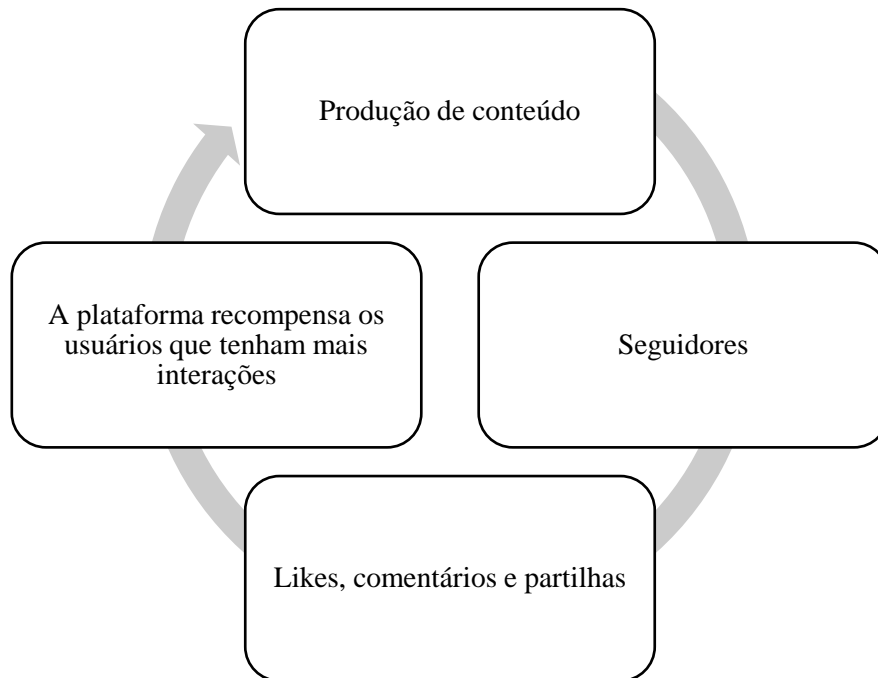 Produção de conteúdo
A plataforma recompensa os
usuários que tenham mais
interações
Seguidores
Likes, comentários e partilhas